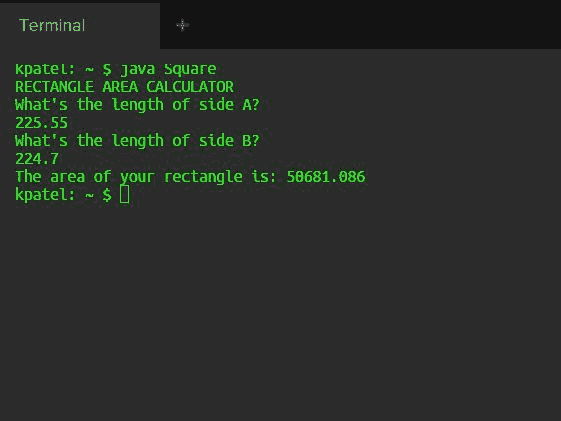 Terminal
kpatel: ~ $ java Square
RECTANGLE AREA CALCULATOR
What's the length of side A?
225.55
What's the length of side B?
224.7
The area of your rectangle is: 50681.086
kpatel: ~ $